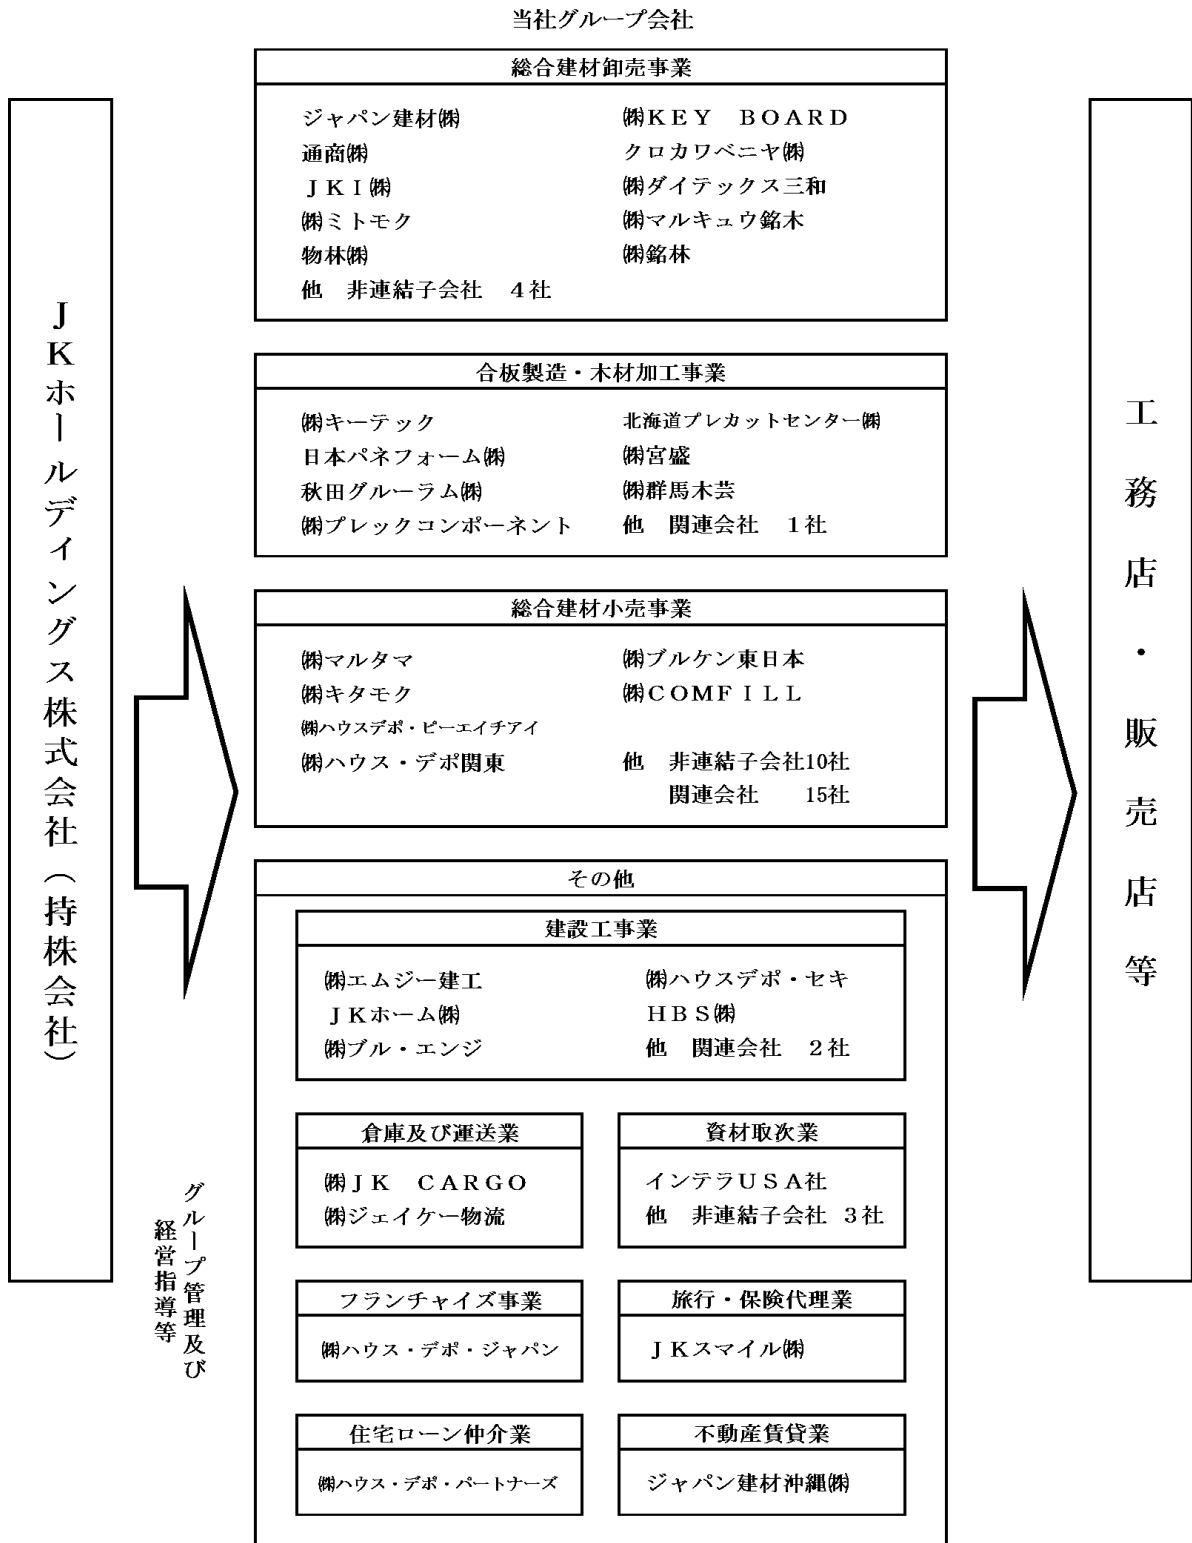 当社グループ会社
JKホールディングス株式会社（持株会社）
グループ管理及び
経営指導等
総合建材卸売事業
ジャパン建材㈱
㈱KEY　BOARD
通商㈱
クロカワベニヤ㈱
JKI㈱
㈱ダイテックス三和
㈱ミトモク
㈱マルキュウ銘木
物林㈱
㈱銘林
他　非連結子会社　4社
合板製造・木材加工事業
㈱キーテック
北海道プレカットセンター㈱
日本パネフォーム㈱
㈱宮盛
秋田グルーラム㈱
㈱群馬木芸
㈱プレックコンポーネント
他　関連会社　1社
総合建材小売事業
㈱マルタマ
㈱ブルケン東日本
㈱キタモク
㈱COMFILL
㈱ハウスデポ・ピーエイチアイ
㈱ハウス・デポ関東
他　非連結子会社10社
関連会社　　15社
その他
建設工事業
㈱エムジー建工
㈱ハウスデポ・セキ
JKホーム㈱
HBS㈱
㈱ブル・エンジ
他　関連会社　2社
倉庫及び運送業
㈱JK　CARGO
㈱ジェイケー物流
資材取次業
インテラUSA社
他　非連結子会社　3社
フランチャイズ事業
㈱ハウス・デポ・ジャパン
旅行・保険代理業
JKスマイル㈱
住宅ローン仲介業
㈱ハウス・デポ・パートナーズ
不動産賃貸業
ジャパン建材沖縄㈱
工務店・販売店等